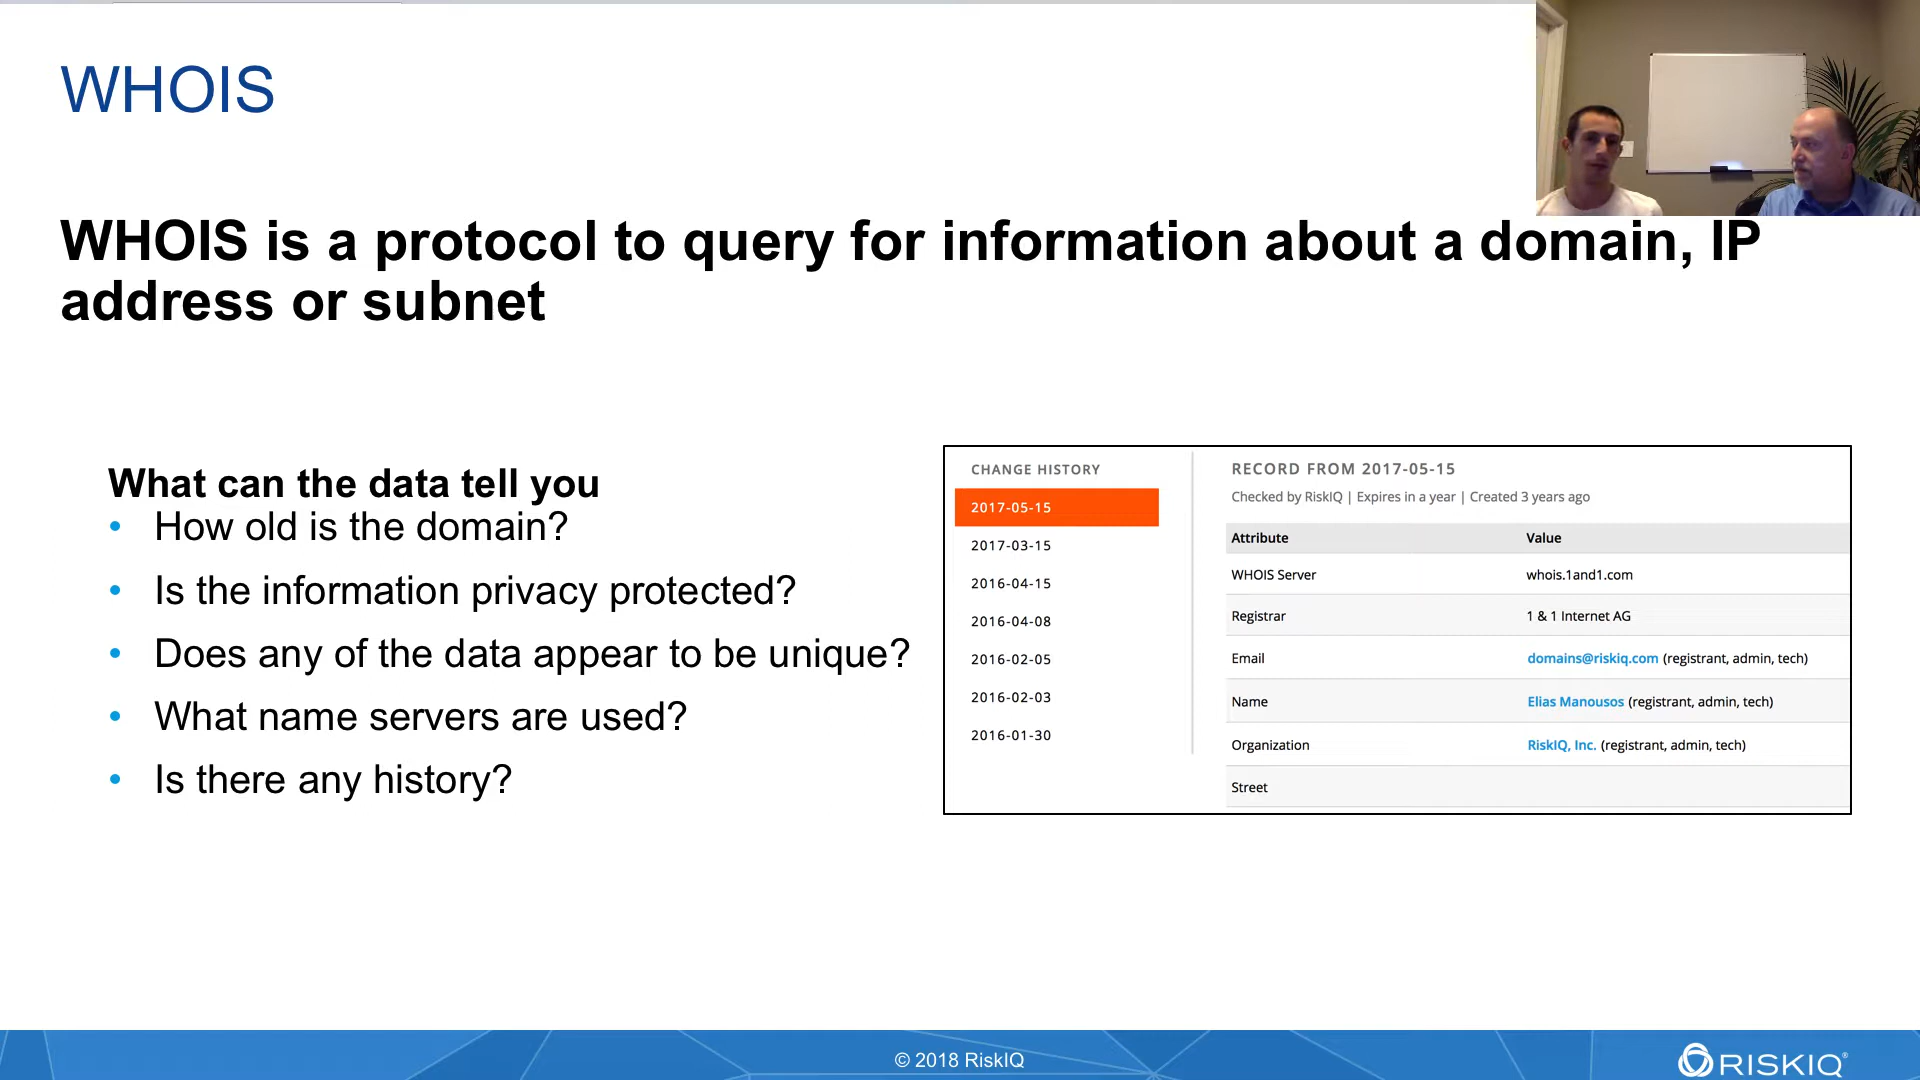 WHOIS
WHOIS is a protocol to query for information about a domain, IP
address or subnet
What can the data tell you
• How old is the domain?
• Is the information privacy protected?
• Does any of the data appear to be unique?
• What name servers are used?
• Is there any history?
CHANGE HISTORY
2017-05-15
2017-03-15
2016-04-15
2016-04-08
2016-02-05
2016-02-03
2016-01-30
RECORD FROM 2017-05-15
Checked by RiskIQ | Expires in a year | Created 3 years ago
Attribute Value
WHOIS Server whois.1and1.com
Registrar 1 & 1 Internet AG
Email domains@riskiq.com (registrant, admin, tech)
Name Elias Manousos (registrant, admin, tech)
Organization RiskIQ, Inc. (registrant, admin, tech)
Street
© 2018 RiskIQ
RISKIQ®